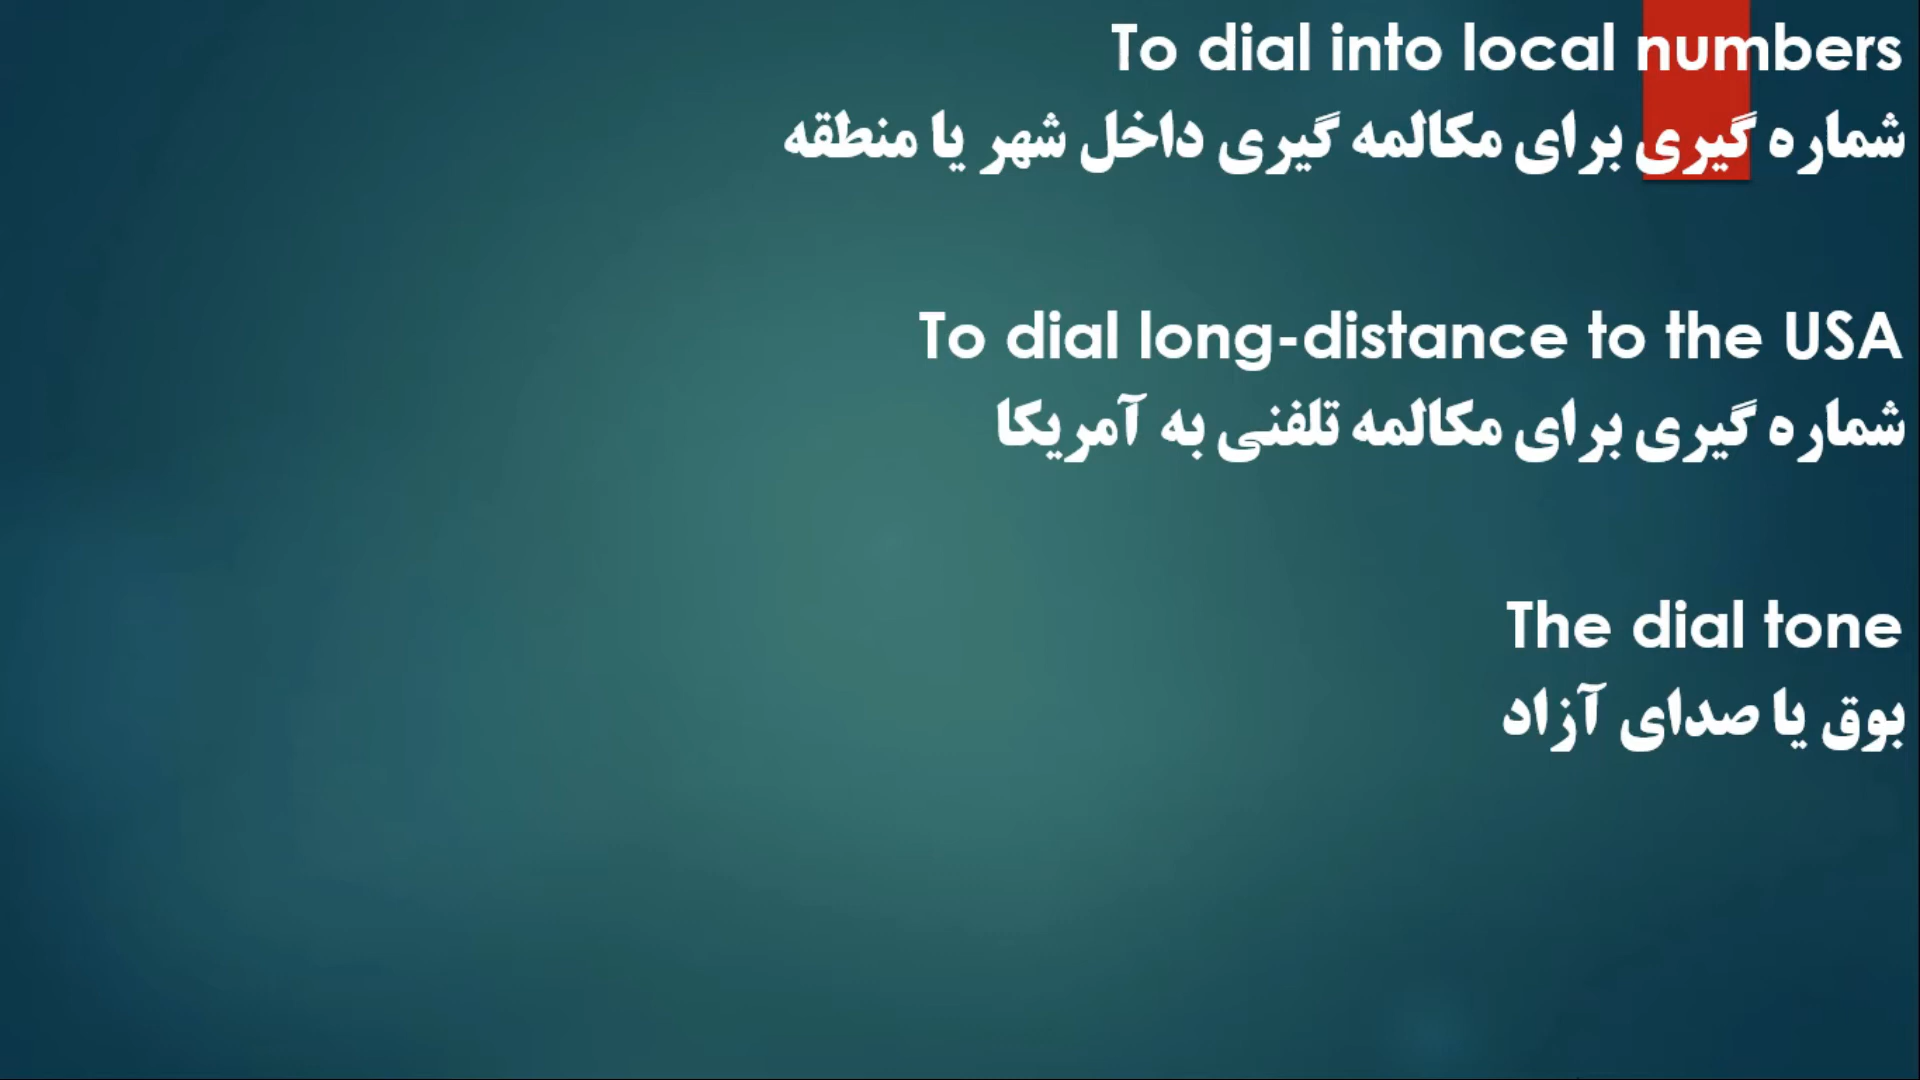 To dial into local numbers
شماره گیری برای مکالمه گیری داخل شهر یا منطقه
To dial long-distance to the USA
شماره گیری برای مکالمه تلفنی به آمریکا
The dial tone
بوق یا صدای آزاد